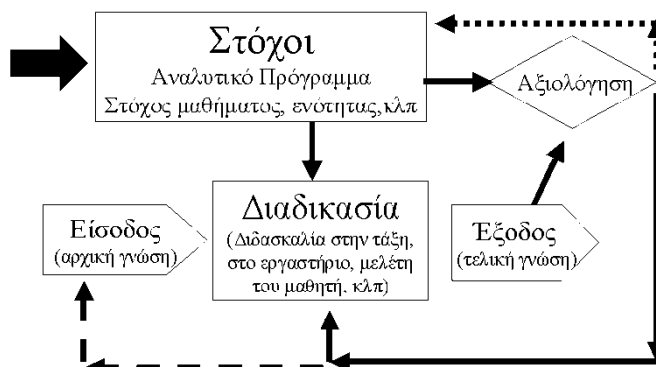 Στόχοι
Αναλυτικό Πρόγραμμα
Στόχος μαθήματος, ενότητας,κλπ
Αξιολόγηση
Είσοδος
(αρχική γνώση)
Διαδικασία
(Διδασκαλία στην τάξη,
στο εργαστήριο, μελέτη
του μαθητή, κλπ)
Έξοδος
(τελική γνώση)